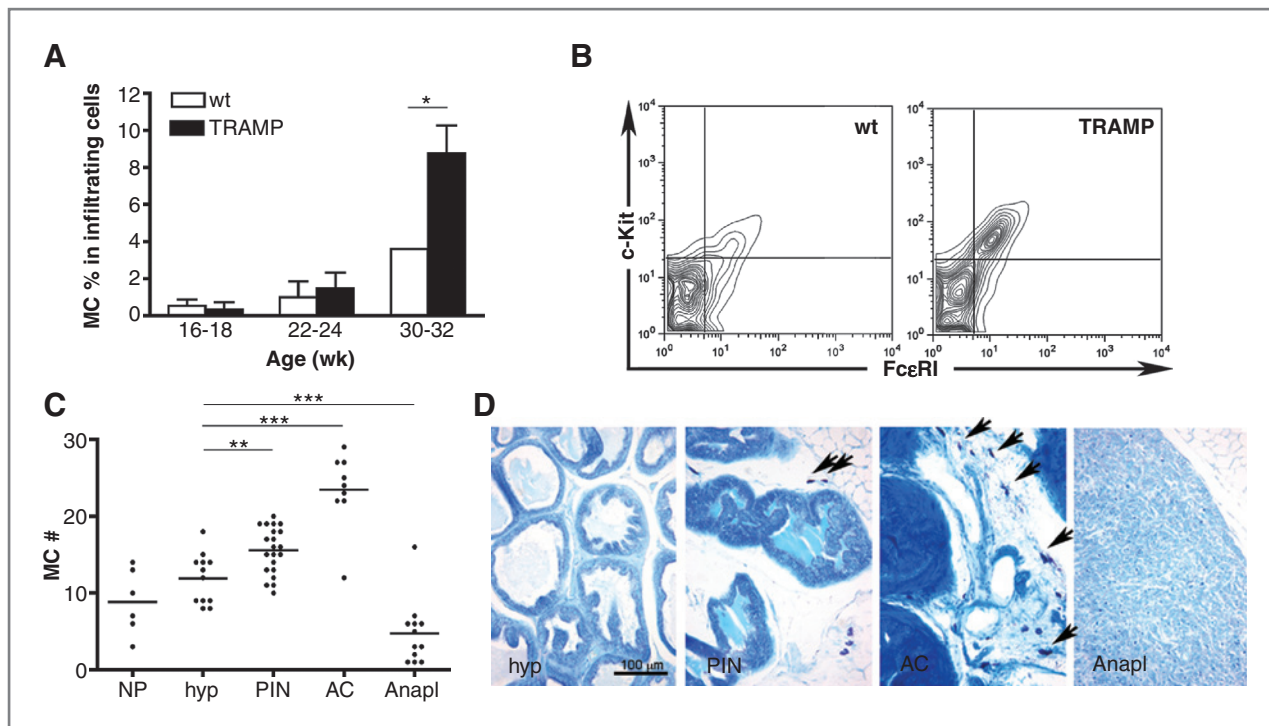 A
MC % in infiltrating cells
12
10
8
6
4
2
0
wt
TRAMP
*
16-18
22-24
30-32
Age (wk)
B
c-Kit
10⁴
10³
10²
10¹
10⁰
wt
10⁰
10¹
10²
10³
10⁴
10⁴
10³
10²
10¹
10⁰
TRAMP
10⁰
10¹
10²
10³
10⁴
FcεRI
C
MC #
30
20
10
0
***
***
**
NP
hyp
PIN
AC
Anapl
D
hyp
100 µm
PIN
AC
Anapl